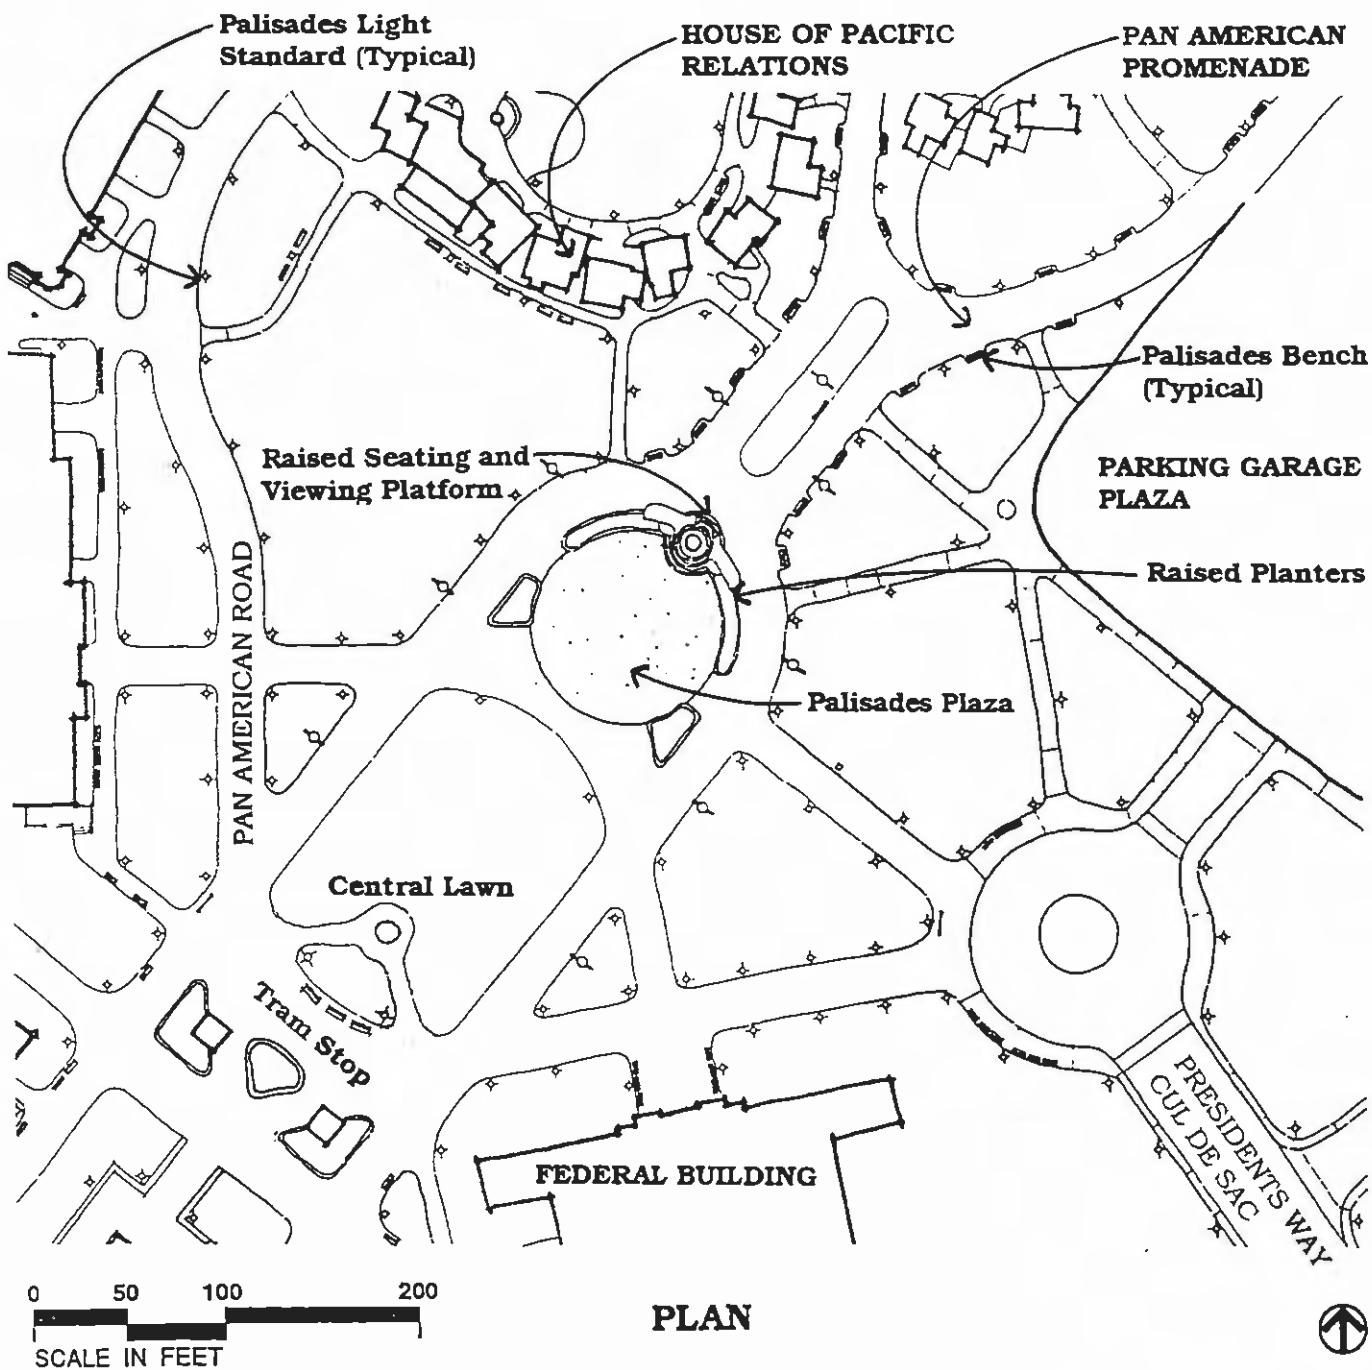 Palisades Light
Standard (Typical)
HOUSE OF PACIFIC
RELATIONS
PAN AMERICAN
PROMENADE
Palisades Bench
(Typical)
Raised Seating and
Viewing Platform
PARKING GARAGE
PLAZA
Raised Planters
PAN AMERICAN ROAD
Palisades Plaza
Central Lawn
Tram Stop
PRESIDENTS WAY
CUL DE SAC
FEDERAL BUILDING
0 50 100 200
SCALE IN FEET
PLAN